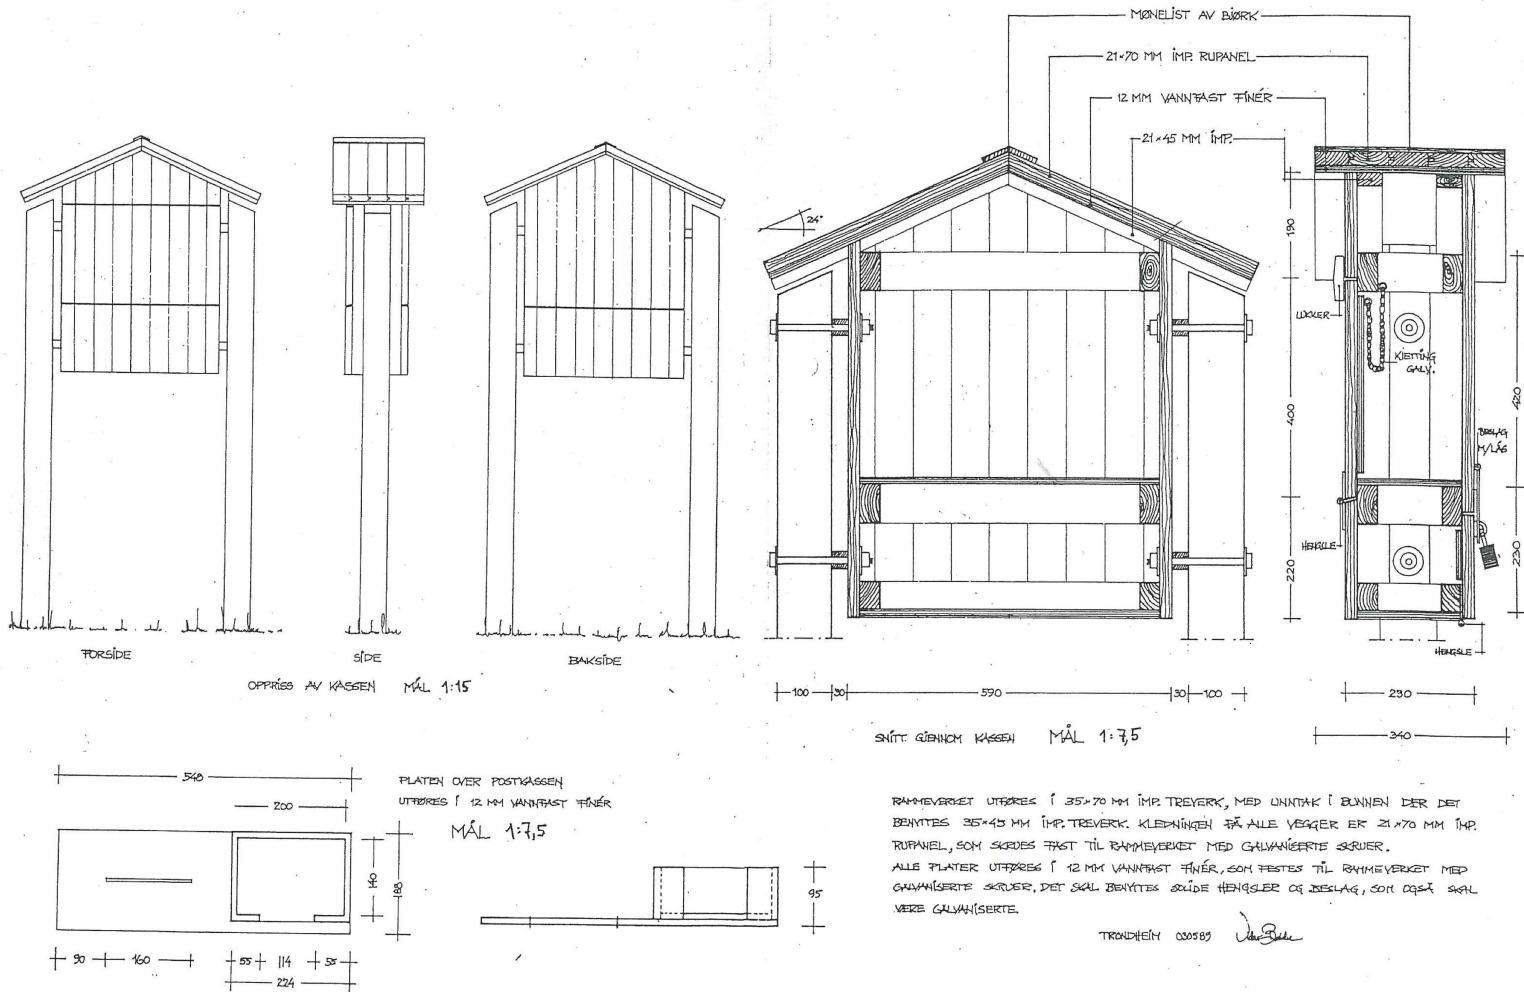 MØNELIST AV BJØRK
21×70 MM IMP. RUPANEL
12 MM VANNFAST FINÉR
21×45 MM IMP.
24°
190
LUKKER
KJETTING
GALV.
400
420
BESLAG
M/LÅS
HENGSLE
220
230
HENGSLE
FORSIDE
SIDE
BAKSIDE
OPPRISS AV KASSEN MÅL 1:15
100
30
590
30
100
230
340
SNITT GJENNOM KASSEN MÅL 1:7,5
548
200
PLATEN OVER POSTKASSEN
UTFØRES I 12 MM VANNFAST FINÉR
MÅL 1:7,5
140
188
95
90
160
55
114
55
224
RAMMEVERKET UTFØRES I 35×70 MM IMP. TREVERK, MED UNNTAK I BUNNEN DER DET
BENYTTES 35×45 MM IMP. TREVERK. KLEDNINGEN PÅ ALLE VEGGER ER 21×70 MM IMP.
RUPANEL, SOM SKRUES FAST TIL RAMMEVERKET MED GALVANISERTE SKRUER.
ALLE PLATER UTFØRES I 12 MM VANNFAST FINÉR, SOM FESTES TIL RAMMEVERKET MED
GALVANISERTE SKRUER. DET SKAL BENYTTES SOLIDE HENGSLER OG BESLAG, SOM OGSÅ SKAL
VERE GALVANISERTE.
TRONDHEIM 030589